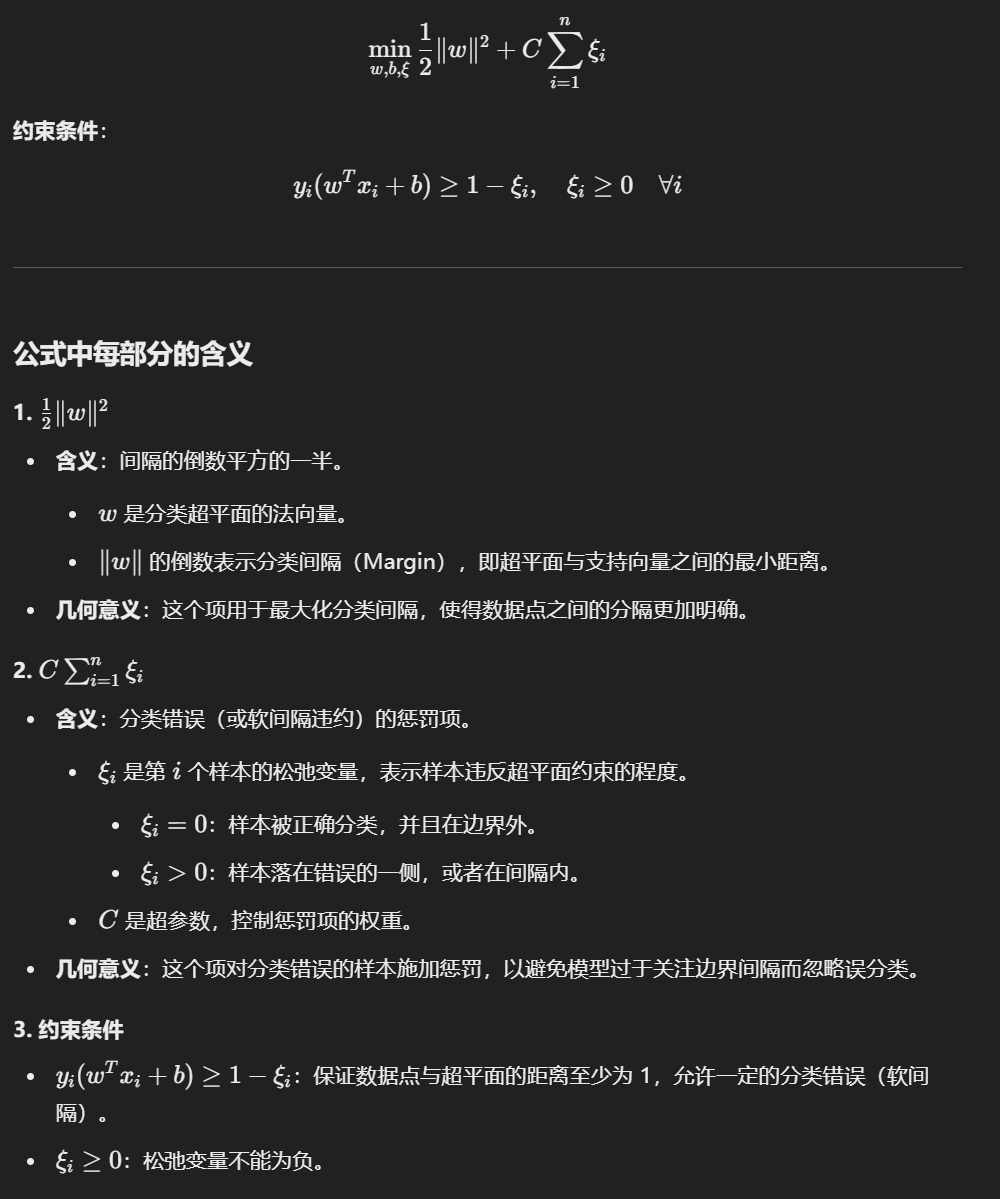 $$\min_{w,b,\xi} \frac{1}{2}\|w\|^2 + C\sum_{i=1}^{n}\xi_i$$
约束条件：
$$y_i(w^T x_i + b) \geq 1 - \xi_i, \quad \xi_i \geq 0 \quad \forall i$$
公式中每部分的含义
1. $\frac{1}{2}\|w\|^2$
• 含义：间隔的倒数平方的一半。
• $w$ 是分类超平面的法向量。
• $\|w\|$ 的倒数表示分类间隔（Margin），即超平面与支持向量之间的最小距离。
• 几何意义：这个项用于最大化分类间隔，使得数据点之间的分隔更加明确。
2. $C\sum_{i=1}^{n}\xi_i$
• 含义：分类错误（或软间隔违约）的惩罚项。
• $\xi_i$ 是第 $i$ 个样本的松弛变量，表示样本违反超平面约束的程度。
• $\xi_i = 0$：样本被正确分类，并且在边界外。
• $\xi_i > 0$：样本落在错误的一侧，或者在间隔内。
• $C$ 是超参数，控制惩罚项的权重。
• 几何意义：这个项对分类错误的样本施加惩罚，以避免模型过于关注边界间隔而忽略误分类。
3. 约束条件
• $y_i(w^T x_i + b) \geq 1 - \xi_i$：保证数据点与超平面的距离至少为 1，允许一定的分类错误（软间
隔）。
• $\xi_i \geq 0$：松弛变量不能为负。